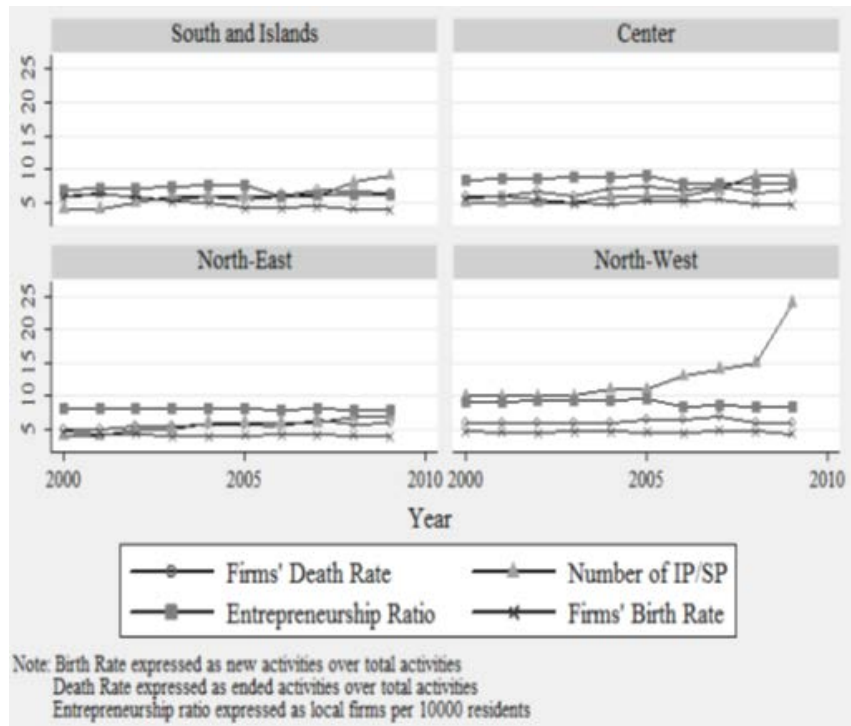 South and Islands Center
25
20
15
10
5
North-East North-West
25
20
15
10
5
2000 2005 2010 2000 2005 2010
Year
Firms' Death Rate Number of IP/SP
Entrepreneurship Ratio Firms' Birth Rate
Note: Birth Rate expressed as new activities over total activities
Death Rate expressed as ended activities over total activities
Entrepreneurship ratio expressed as local firms per 10000 residents